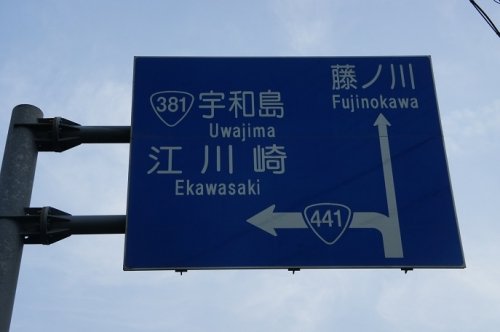 381 宇和島
Uwajima
江川崎
Ekawasaki
藤ノ川
Fujinokawa
441